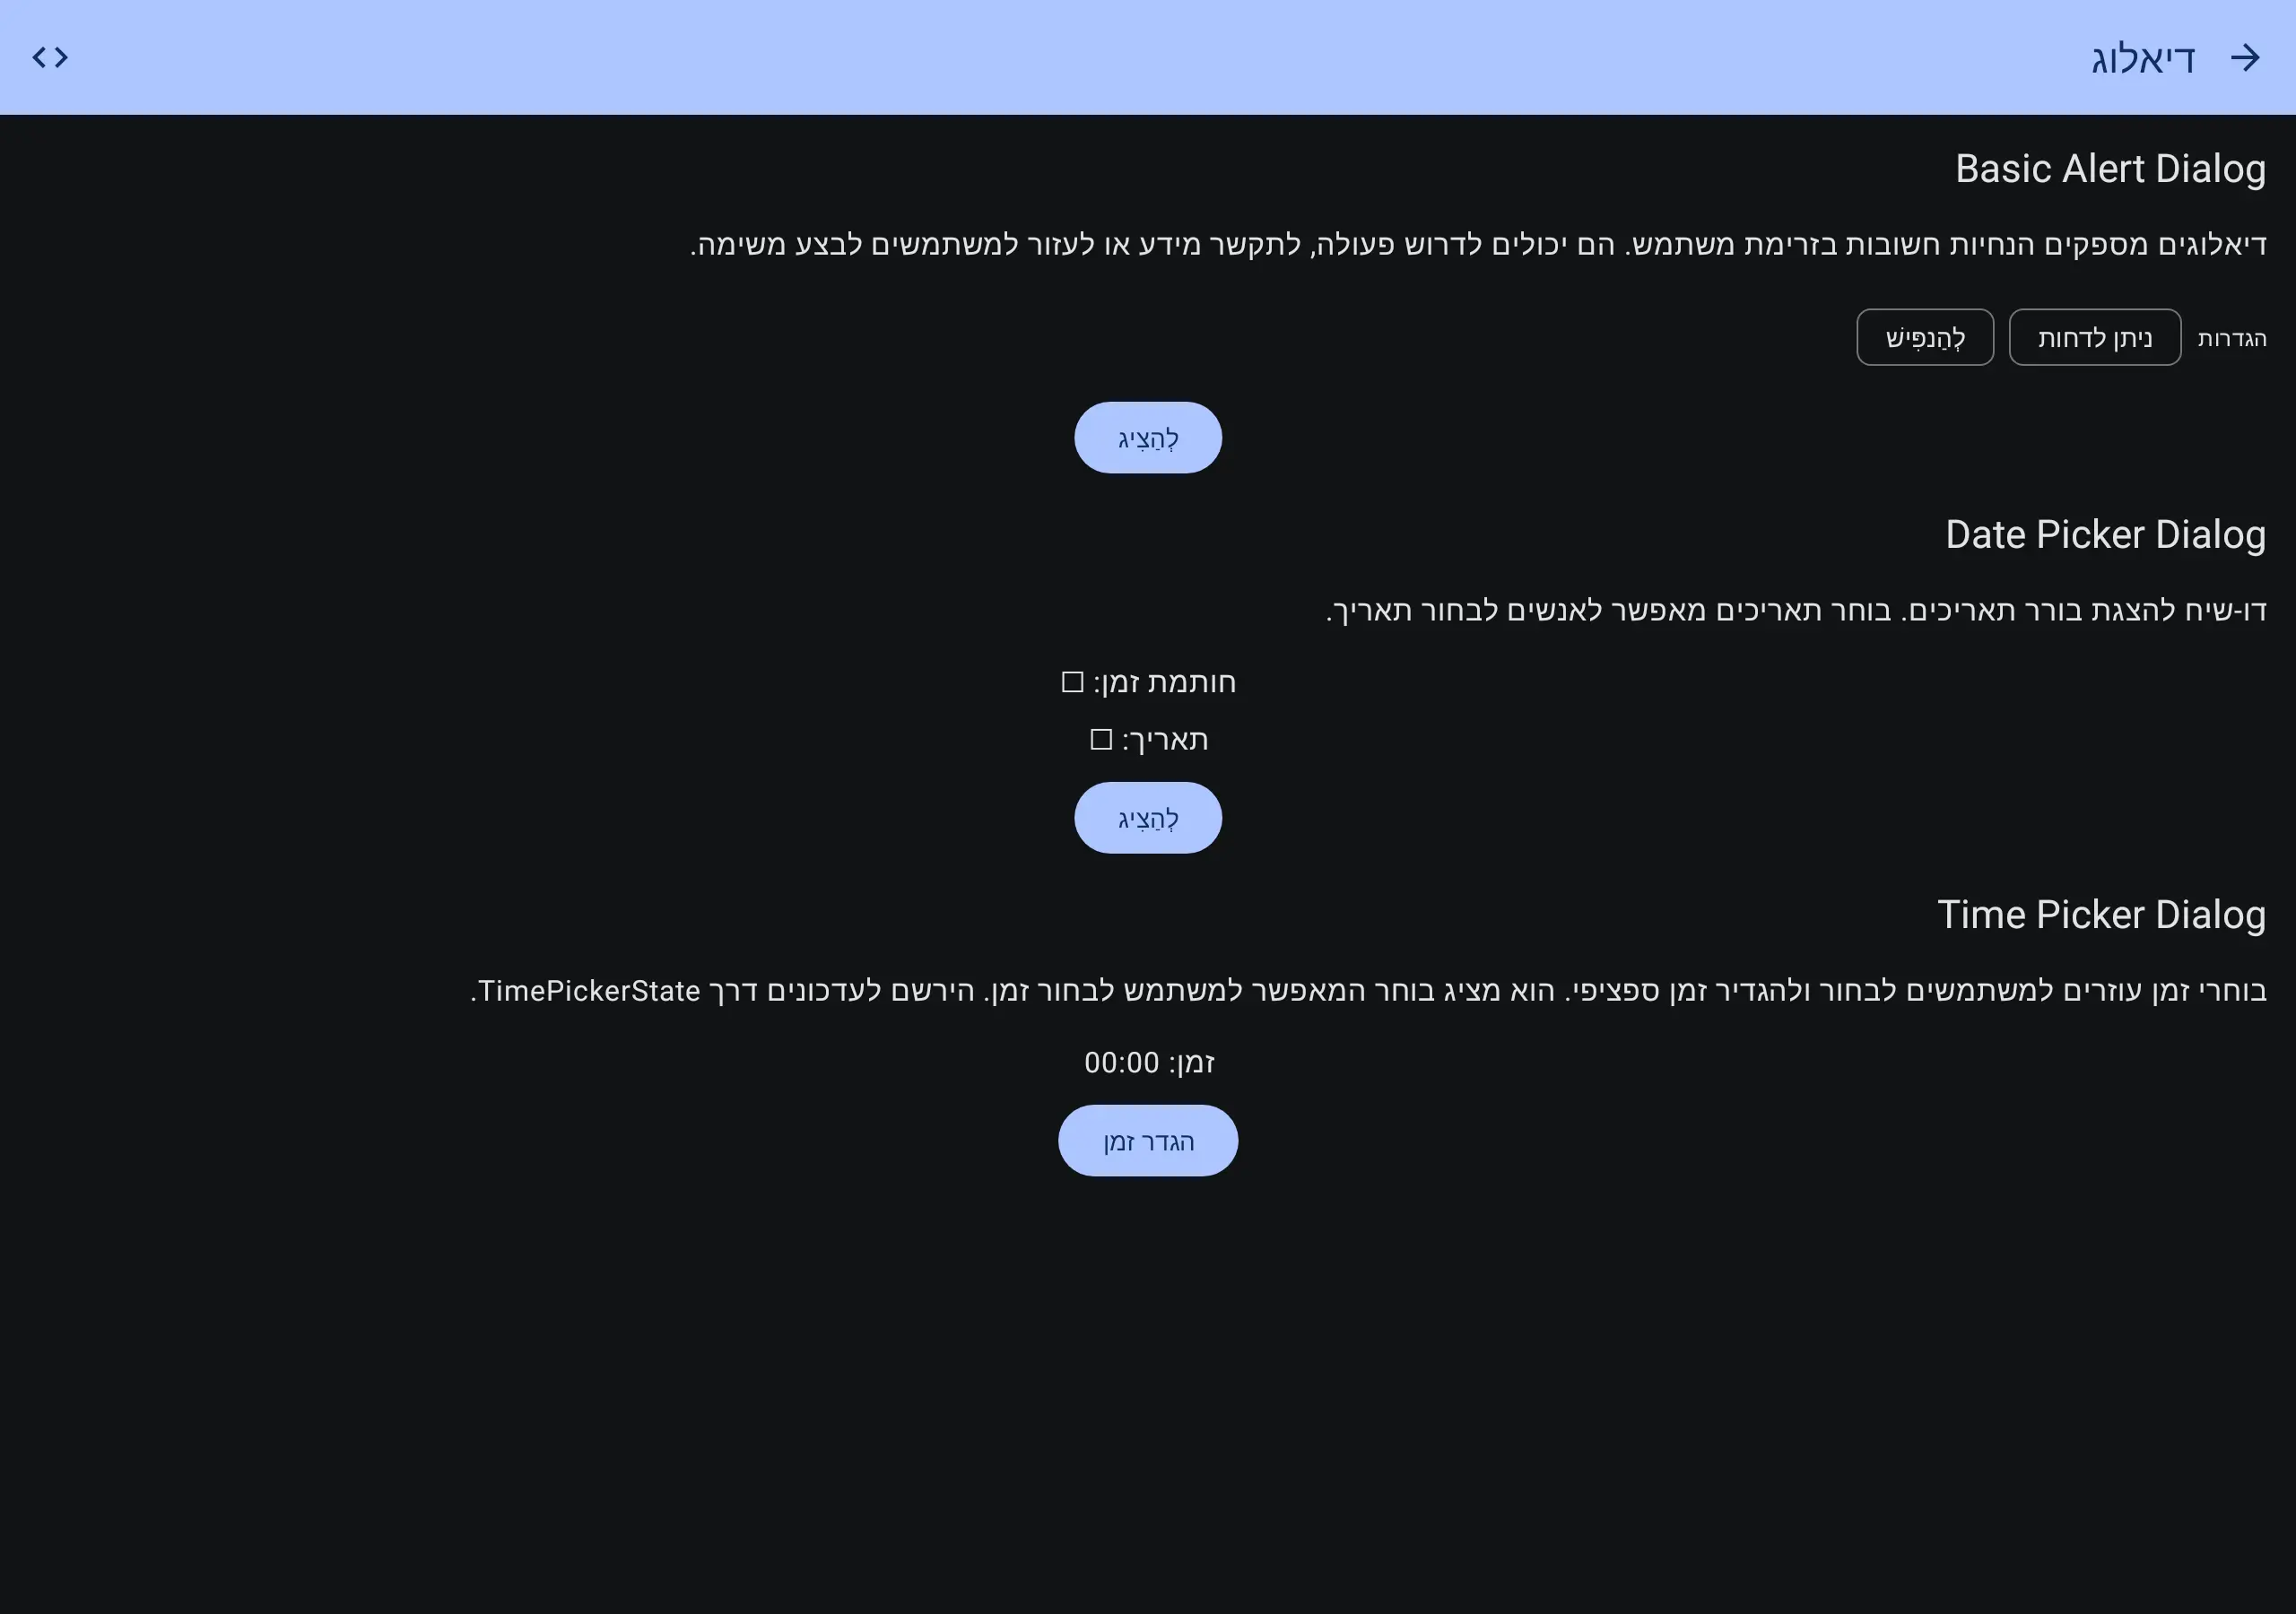 דיאלוג
Basic Alert Dialog
דיאלוגים מספקים הנחיות חשובות בזרימת משתמש. הם יכולים לדרוש פעולה, לתקשר מידע או לעזור למשתמשים לבצע משימה.
הגדרות ניתן לדחות לְהַנפִּישׁ
לְהַצִיג
Date Picker Dialog
דו-שיח להצגת בורר תאריכים. בוחר תאריכים מאפשר לאנשים לבחור תאריך.
חותמת זמן: ☐
תאריך: ☐
לְהַצִיג
Time Picker Dialog
בוחרי זמן עוזרים למשתמשים לבחור ולהגדיר זמן ספציפי. הוא מציג בוחר המאפשר למשתמש לבחור זמן. הירשם לעדכונים דרך TimePickerState.
זמן: 00:00
הגדר זמן